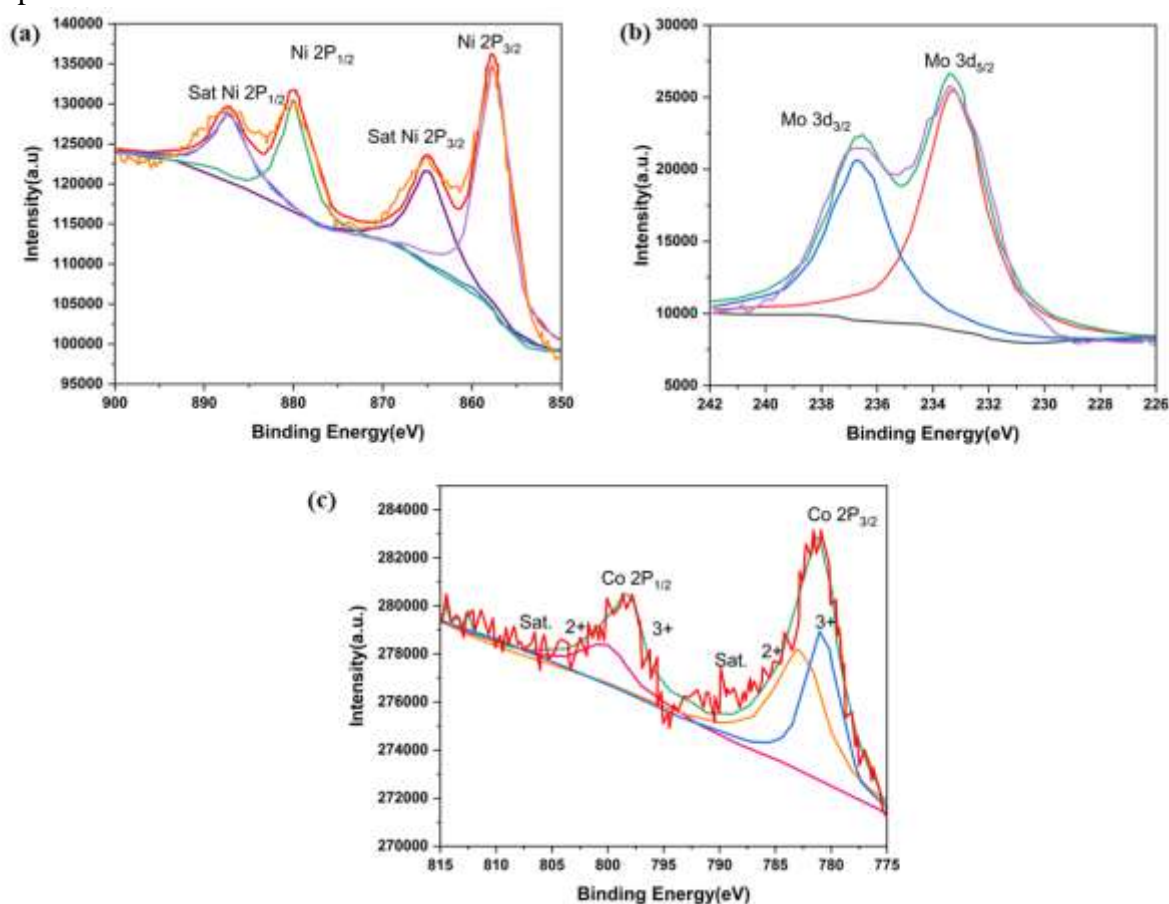 (a)
140000
135000
130000
125000
120000
115000
110000
105000
100000
95000
Intensity(a.u)
Sat Ni 2P1/2
Ni 2P1/2
Sat Ni 2P3/2
Ni 2P3/2
900 890 880 870 860 850
Binding Energy(eV)
(b)
30000
25000
20000
15000
10000
5000
Intensity(a.u.)
Mo 3d3/2
Mo 3d5/2
242 240 238 236 234 232 230 228 226
Binding Energy(eV)
(c)
284000
282000
280000
278000
276000
274000
272000
270000
Intensity(a.u.)
Co 2P3/2
Co 2P1/2
Sat. 2+ 3+
Sat. 2+ 3+
815 810 805 800 795 790 785 780 775
Binding Energy(eV)